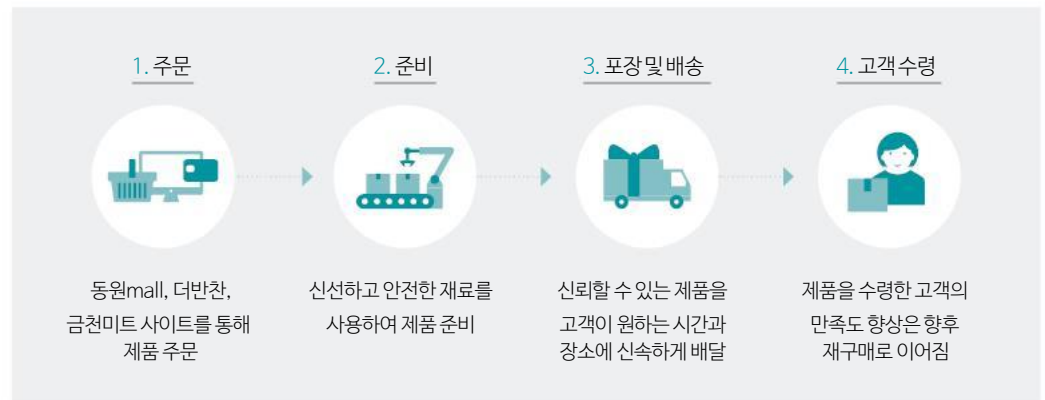 1. 주문
동원mall, 더반찬,
금천미트 사이트를 통해
제품 주문
2. 준비
신선하고 안전한 재료를
사용하여 제품 준비
3. 포장 및 배송
신뢰할 수 있는 제품을
고객이 원하는 시간과
장소에 신속하게 배달
4. 고객 수령
제품을 수령한 고객의
만족도 향상은 향후
재구매로 이어짐